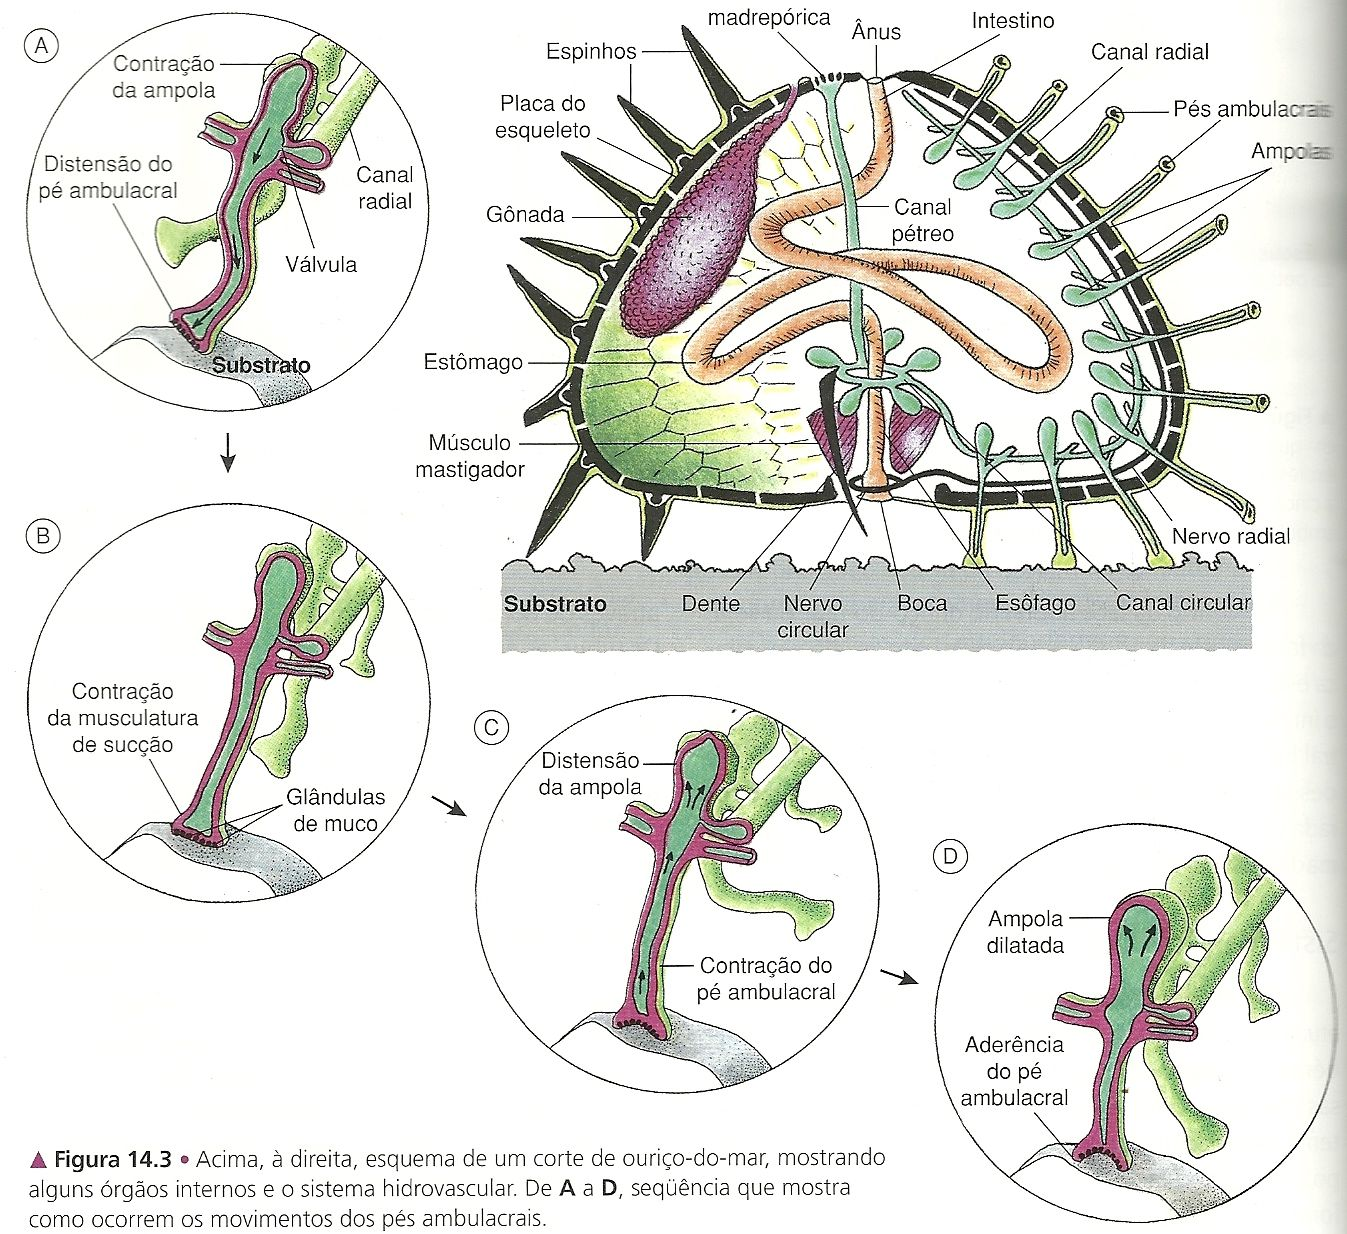 A
Contração
da ampola
Distensão do
pé ambulacral
Canal
radial
Válvula
Substrato
madrepórica
Ânus
Intestino
Espinhos
Canal radial
Placa do
esqueleto
Pés ambulacrais
Ampolas
Gônada
Canal
pétreo
Estômago
Músculo
mastigador
Nervo radial
Substrato
Dente
Nervo
circular
Boca
Esôfago
Canal circular
B
Contração
da musculatura
de sucção
Glândulas
de muco
C
Distensão
da ampola
Contração do
pé ambulacral
D
Ampola
dilatada
Aderência
do pé
ambulacral
▲ Figura 14.3 • Acima, à direita, esquema de um corte de ouriço-do-mar, mostrando
alguns órgãos internos e o sistema hidrovascular. De A a D, seqüência que mostra
como ocorrem os movimentos dos pés ambulacrais.